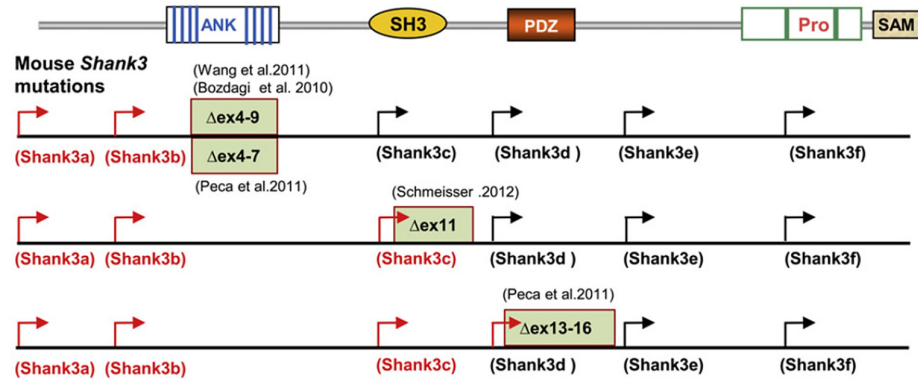 ANK SH3 PDZ Pro SAM
Mouse Shank3
mutations
(Wang et al.2011)
(Bozdagi et al. 2010)
Δex4-9
(Shank3a) (Shank3b) Δex4-7 (Shank3c) (Shank3d ) (Shank3e) (Shank3f)
(Peca et al.2011)
(Schmeisser .2012)
Δex11
(Shank3a) (Shank3b) (Shank3c) (Shank3d ) (Shank3e) (Shank3f)
(Peca et al.2011)
Δex13-16
(Shank3a) (Shank3b) (Shank3c) (Shank3d ) (Shank3e) (Shank3f)